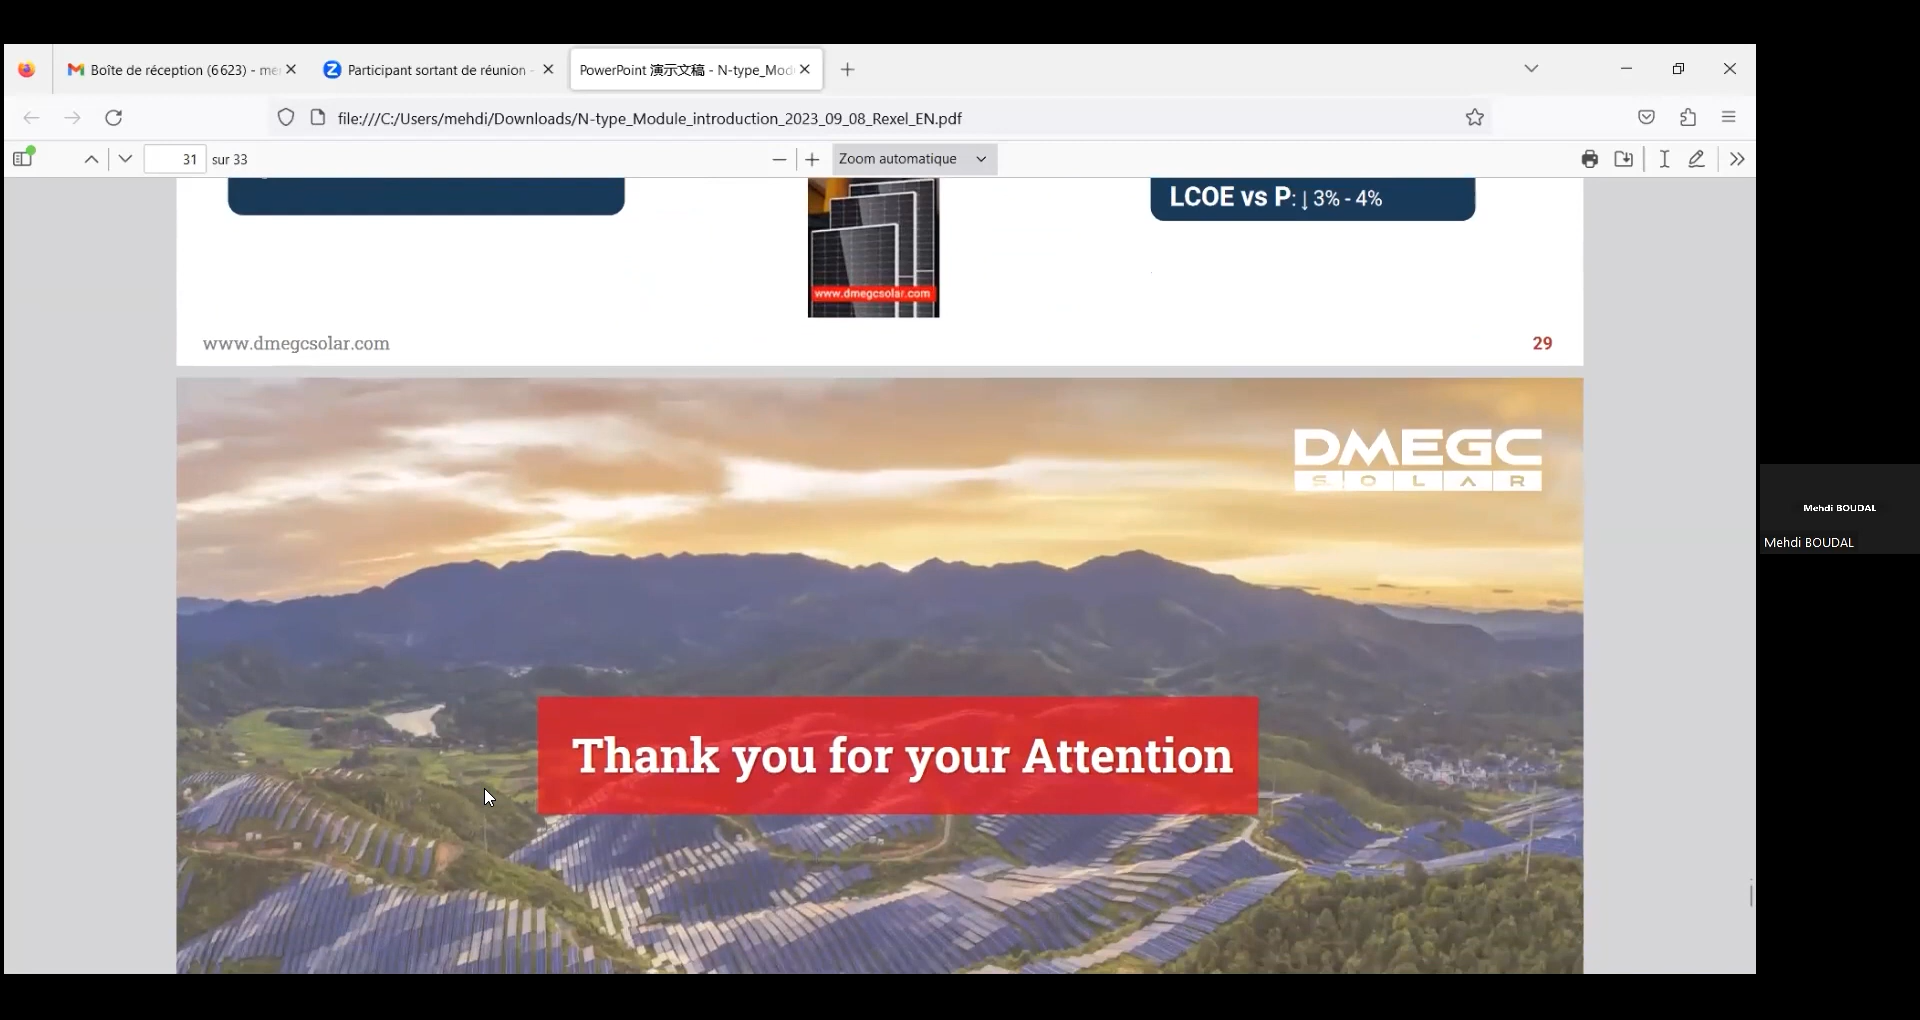 Boîte de réception (6 623) - me
Participant sortant de réunion -
PowerPoint 演示文稿 - N-type_Mod
file:///C:/Users/mehdi/Downloads/N-type_Module_introduction_2023_09_08_Rexel_EN.pdf
31 sur 33
Zoom automatique
LCOE vs P: ↓ 3% - 4%
www.dmegcsolar.com
www.dmegcsolar.com
29
DMEGC
SOLAR
Mehdi BOUDAL
Mehdi BOUDAL
Thank you for your Attention